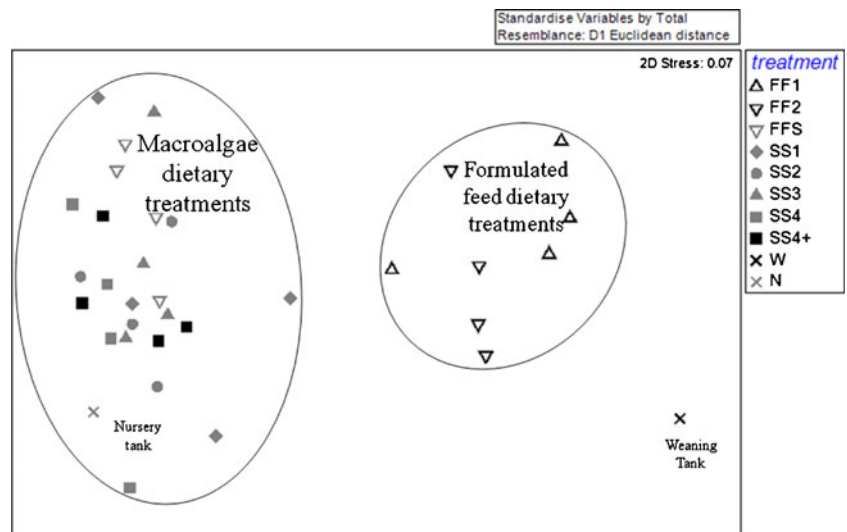 Standardise Variables by Total
Resemblance: D1 Euclidean distance
2D Stress: 0.07
treatment
FF1
FF2
FFS
SS1
SS2
SS3
SS4
SS4+
W
N
Macroalgae
dietary
treatments
Formulated
feed dietary
treatments
Nursery
tank
Weaning
Tank